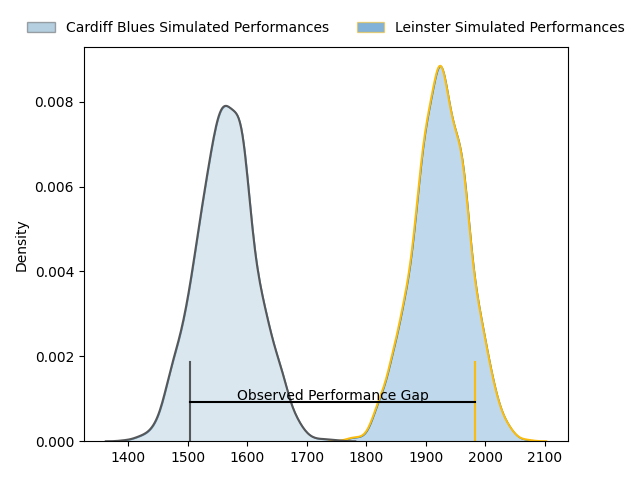 Cardiff Blues Simulated Performances Leinster Simulated Performances
Density
0.008
0.006
0.004
0.002
0.000
Observed Performance Gap
1400 1500 1600 1700 1800 1900 2000 2100